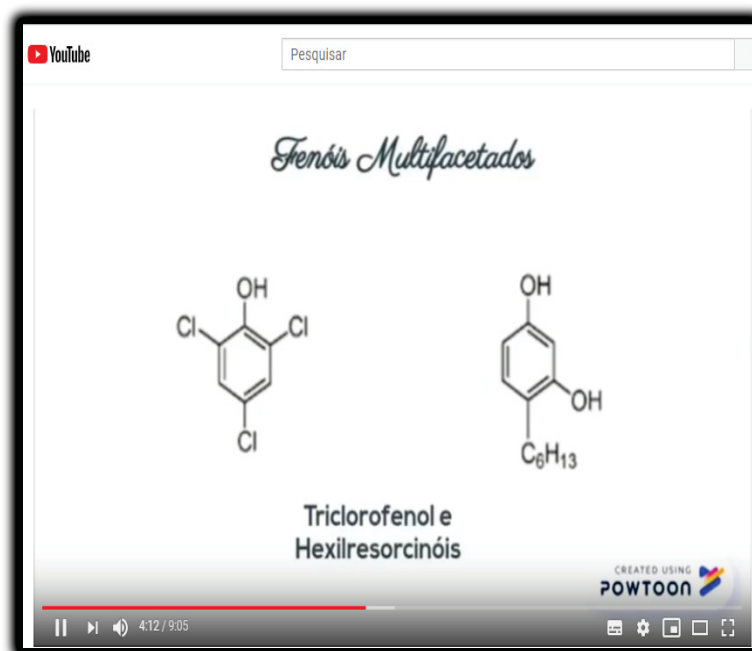 YouTube
Pesquisar
Fenóis Multifacetados
OH
Cl
Cl
Cl
OH
OH
C₆H₁₃
Triclorofenol e
Hexilresorcinóis
CREATED USING
POWTOON
4:12 / 9:05